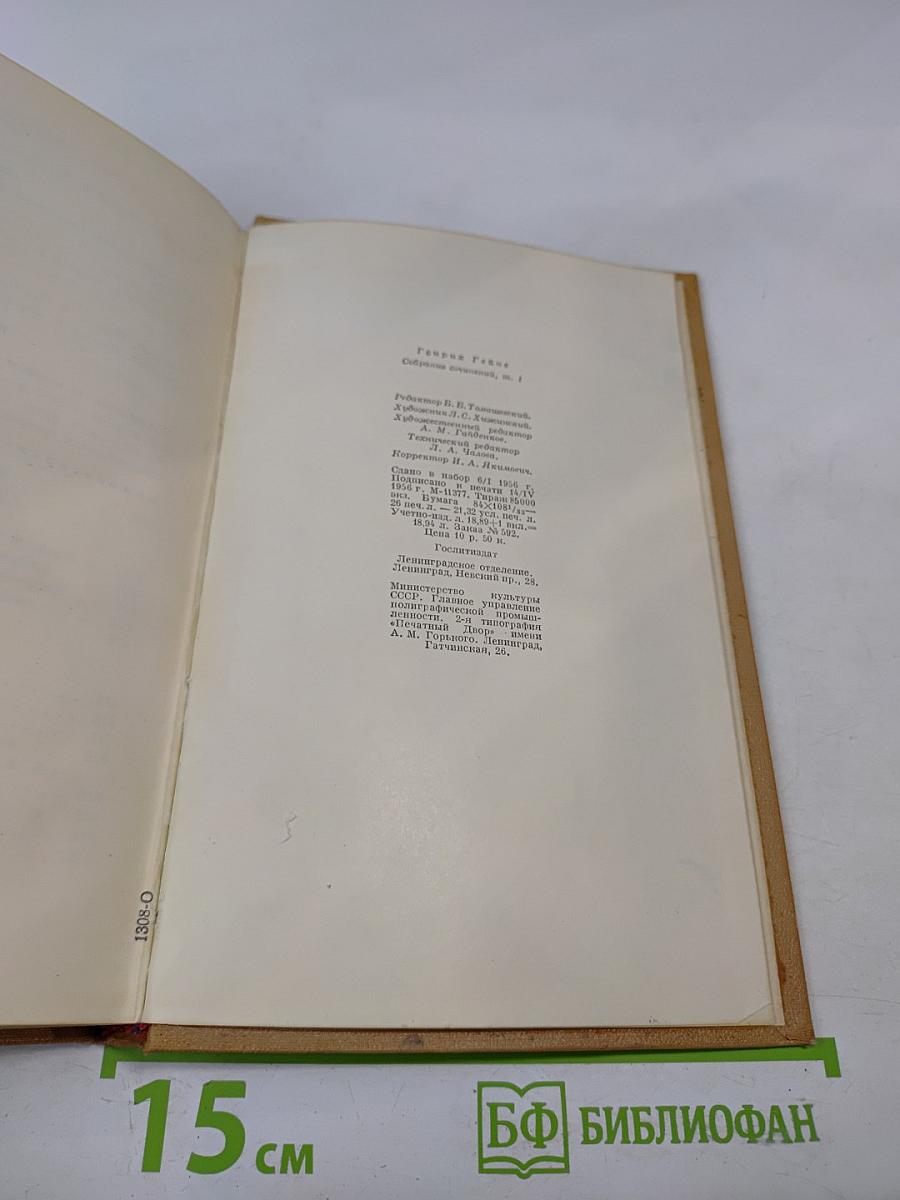 Генрих Гейне
Собрание сочинений, т. 1
Редактор Б. В. Томашевский.
Художник Л. С. Хижинский.
Художественный редактор
А. М. Гайденков.
Технический редактор
Л. А. Чалова.
Корректор И. А. Якимович.
Сдано в набор 6/I 1956 г.
Подписано к печати 14/IV
1956 г. М-11377. Тираж 85000
экз. Бумага 84×108¹/₃₂—
26 печ. л. — 21,32 усл. печ. л.
Учетно-изд. л. 18,89+1 вкл.=
18,94 л. Заказ № 592.
Цена 10 р. 50 к.
Гослитиздат
Ленинградское отделение.
Ленинград, Невский пр., 28.
Министерство культуры
СССР. Главное управление
полиграфической промыш-
ленности. 2-я типография
«Печатный Двор» имени
А. М. Горького. Ленинград,
Гатчинская, 26.
1308-О
15 см
БФ БИБЛИОФАН